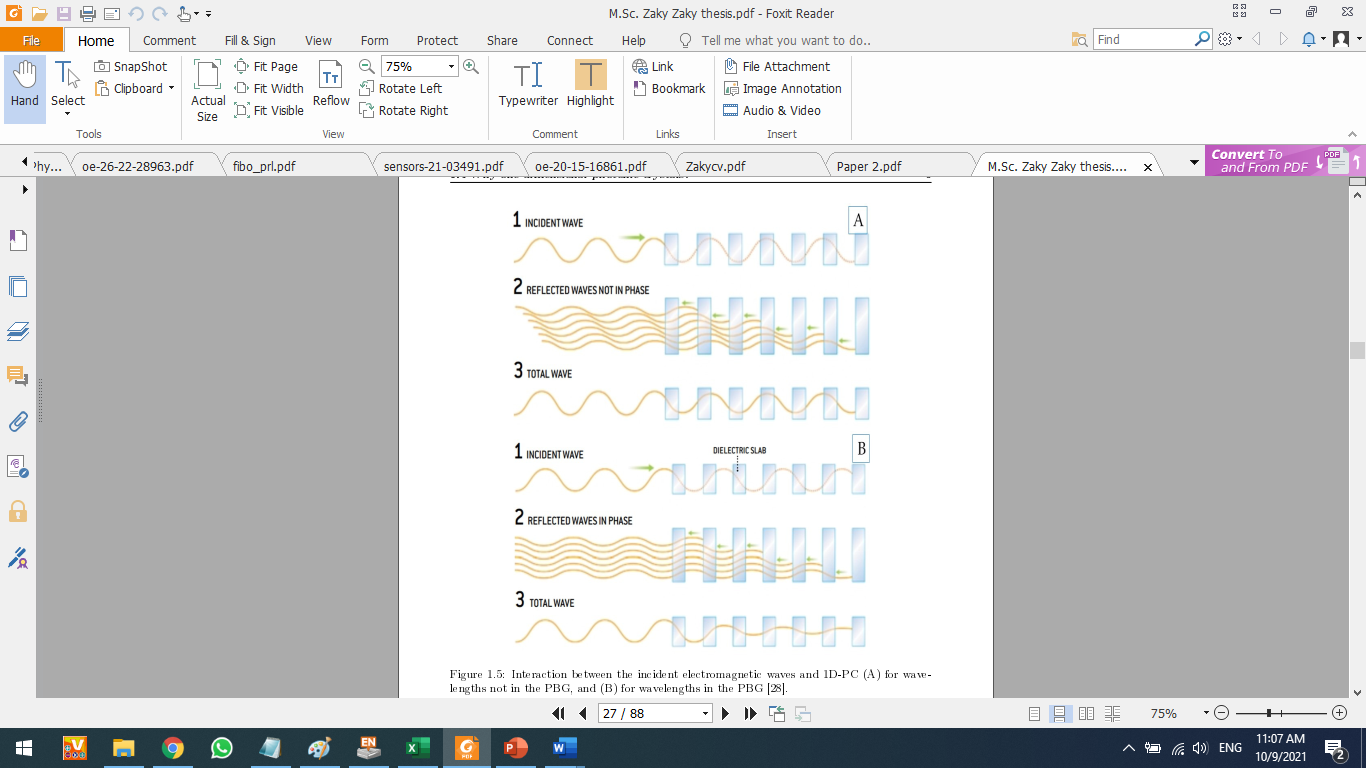 M.Sc. Zaky Zaky thesis.pdf - Foxit Reader
File Home Comment Fill & Sign View Form Protect Share Connect Help Tell me what you want to do.. Find
Hand
Select
SnapShot
Clipboard
Tools
Actual Size
Fit Page
Fit Width
Fit Visible
Reflow
75%
Rotate Left
Rotate Right
View
Typewriter
Highlight
Comment
Link
Bookmark
Links
File Attachment
Image Annotation
Audio & Video
Insert
Phy... oe-26-22-28963.pdf fibo_prl.pdf sensors-21-03491.pdf oe-20-15-16861.pdf Zakycv.pdf Paper 2.pdf M.Sc. Zaky Zaky thesis....
Convert To
and From PDF
PDF
1 INCIDENT WAVE
A
2 REFLECTED WAVES NOT IN PHASE
3 TOTAL WAVE
1 INCIDENT WAVE
DIELECTRIC SLAB
B
2 REFLECTED WAVES IN PHASE
3 TOTAL WAVE
Figure 1.5: Interaction between the incident electromagnetic waves and 1D-PC (A) for wave-
lengths not in the PBG, and (B) for wavelengths in the PBG [28].
27 / 88
75%
EN
PDF
ENG
11:07 AM
10/9/2021
2